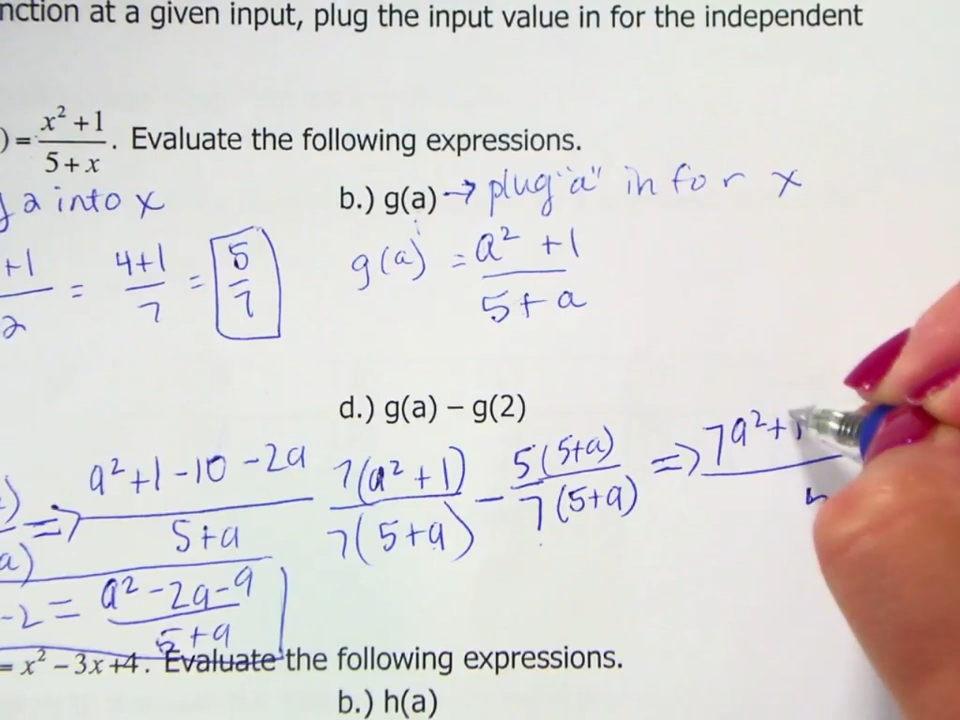 nction at a given input, plug the input value in for the independent
) = x² + 1 / 5 + x . Evaluate the following expressions.
2 into x
b.) g(a) → plug "a" in for x
+1 / 2 = 4+1 / 7 = 5 / 7
g(a) = a² + 1 / 5 + a
d.) g(a) – g(2)
a) ⇒ a² + 1 - 10 - 2a / 5+a
7(a² + 1) / 7(5+a) - 5(5+a) / 7(5+a) ⇒ 7a² +
-2 = a² - 2a - 9 / 5+a
= x² – 3x + 4 . Evaluate the following expressions.
b.) h(a)